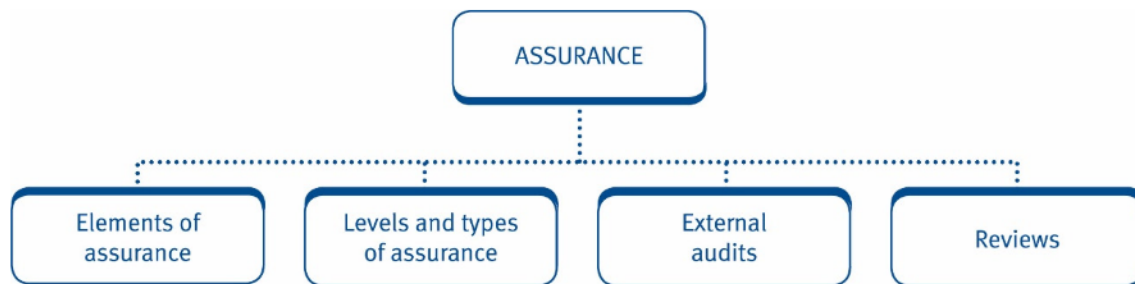 ASSURANCE
Elements of
assurance
Levels and types
of assurance
External
audits
Reviews